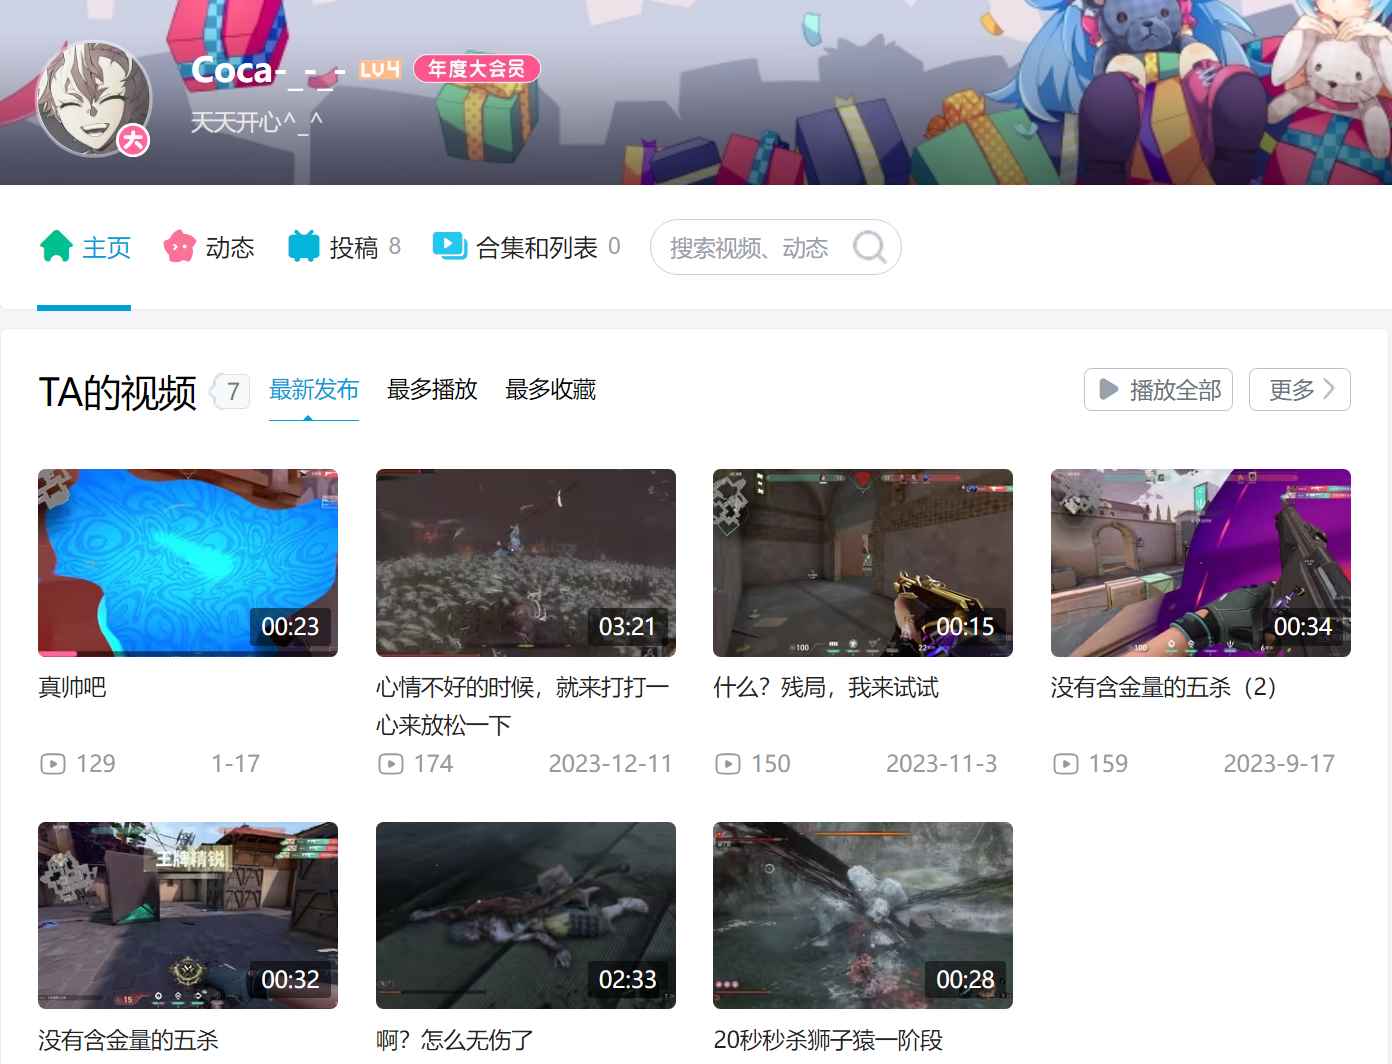 Coca-_-_- LV4 年度大会员
天天开心^_^
大
主页 动态 投稿 8 合集和列表 0 搜索视频、动态
TA的视频 7 最新发布 最多播放 最多收藏 播放全部 更多
00:23 03:21 00:15 00:34
100 22 100 6
真帅吧 心情不好的时候，就来打打一 什么？残局，我来试试 没有含金量的五杀（2）
心来放松一下
129 1-17 174 2023-12-11 150 2023-11-3 159 2023-9-17
王牌精锐
15
00:32 02:33 00:28
没有含金量的五杀 啊？怎么无伤了 20秒秒杀狮子猿一阶段